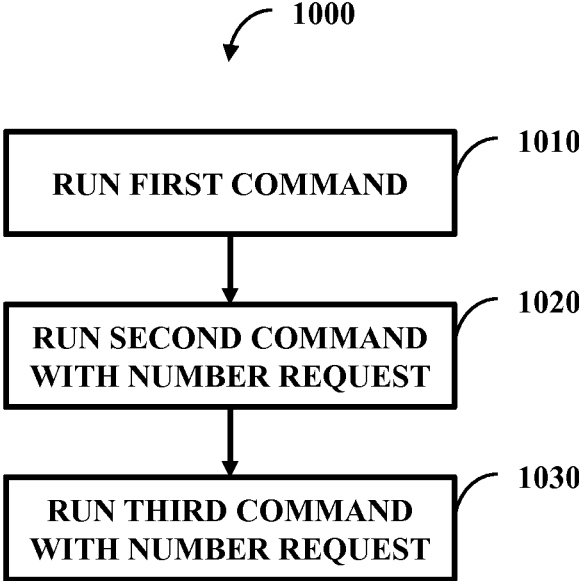 1000
1010
RUN FIRST COMMAND
1020
RUN SECOND COMMAND
WITH NUMBER REQUEST
1030
RUN THIRD COMMAND
WITH NUMBER REQUEST